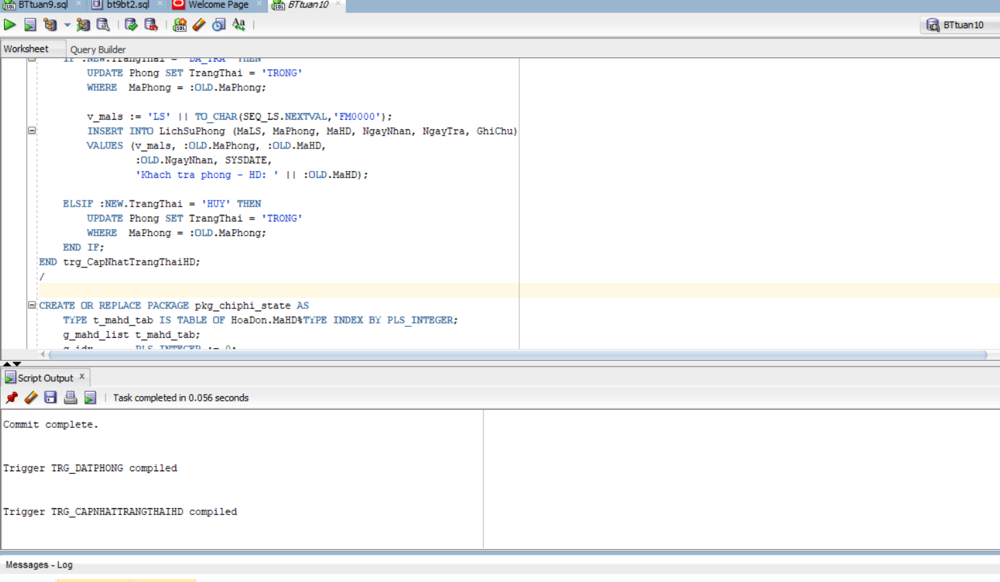 BTtuan9.sql
bt9bt2.sql
Welcome Page
BTtuan10
BTtuan10
Worksheet
Query Builder
IF :NEW.TrangThai = 'DA_TRA' THEN
UPDATE Phong SET TrangThai = 'TRONG'
WHERE  MaPhong = :OLD.MaPhong;
v_mals := 'LS' || TO_CHAR(SEQ_LS.NEXTVAL,'FM0000');
INSERT INTO LichSuPhong (MaLS, MaPhong, MaHD, NgayNhan, NgayTra, GhiChu)
VALUES (v_mals, :OLD.MaPhong, :OLD.MaHD,
:OLD.NgayNhan, SYSDATE,
'Khach tra phong - HD: ' || :OLD.MaHD);
ELSIF :NEW.TrangThai = 'HUY' THEN
UPDATE Phong SET TrangThai = 'TRONG'
WHERE  MaPhong = :OLD.MaPhong;
END IF;
END trg_CapNhatTrangThaiHD;
/
CREATE OR REPLACE PACKAGE pkg_chiphi_state AS
TYPE t_mahd_tab IS TABLE OF HoaDon.MaHD%TYPE INDEX BY PLS_INTEGER;
g_mahd_list t_mahd_tab;
g_idx       PLS_INTEGER := 0;
Script Output
Task completed in 0.056 seconds
Commit complete.
Trigger TRG_DATPHONG compiled
Trigger TRG_CAPNHATTRANGTHAIHD compiled
Messages - Log